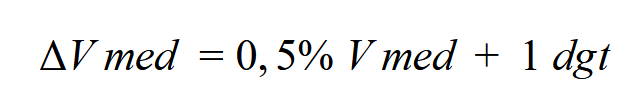 ΔV med = 0, 5% V med + 1 dgt